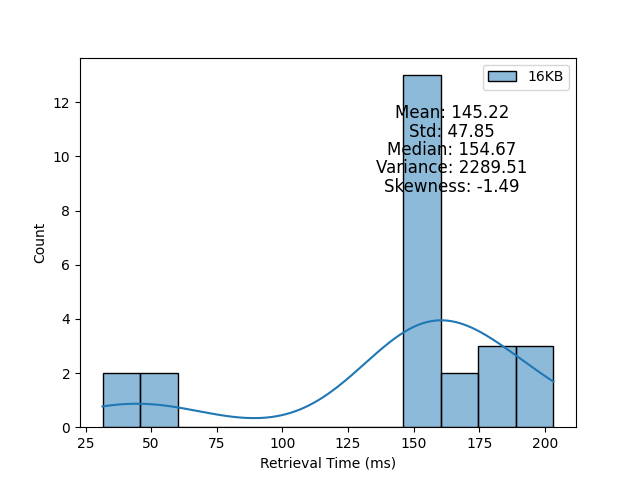 16KB
Mean: 145.22
Std: 47.85
Median: 154.67
Variance: 2289.51
Skewness: -1.49
12
10
8
6
4
2
0
Count
25 50 75 100 125 150 175 200
Retrieval Time (ms)